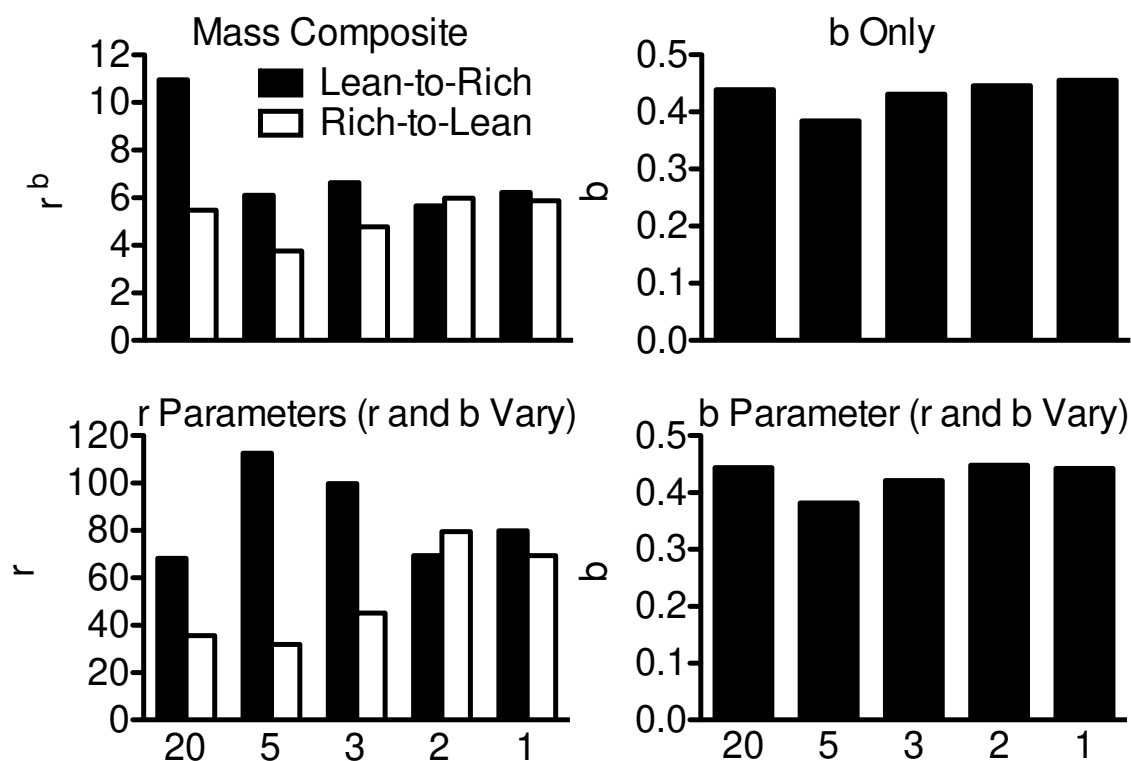 Mass Composite
12
10
8
6
4
2
0
r b
Lean-to-Rich
Rich-to-Lean
b Only
0.5
0.4
0.3
0.2
0.1
0.0
b
r Parameters (r and b Vary)
120
100
80
60
40
20
0
r
20 5 3 2 1
b Parameter (r and b Vary)
0.5
0.4
0.3
0.2
0.1
0.0
b
20 5 3 2 1